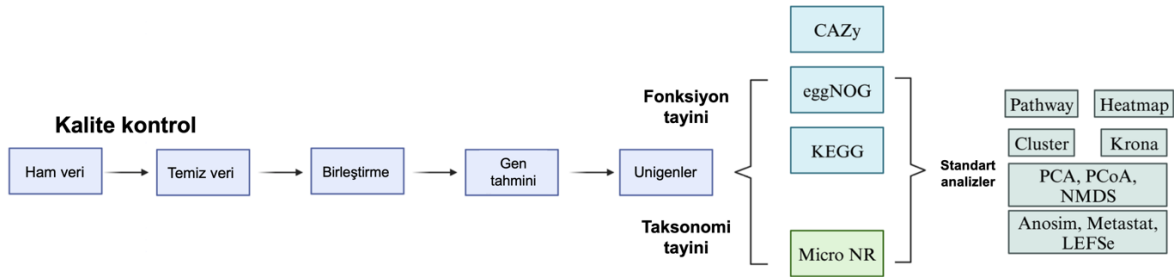 Kalite kontrol
Ham veri
Temiz veri
Birleştirme
Gen
tahmini
Unigenler
Fonksiyon
tayini
Taksonomi
tayini
CAZy
eggNOG
KEGG
Micro NR
Standart
analizler
Pathway
Heatmap
Cluster
Krona
PCA, PCoA,
NMDS
Anosim, Metastat,
LEFSe